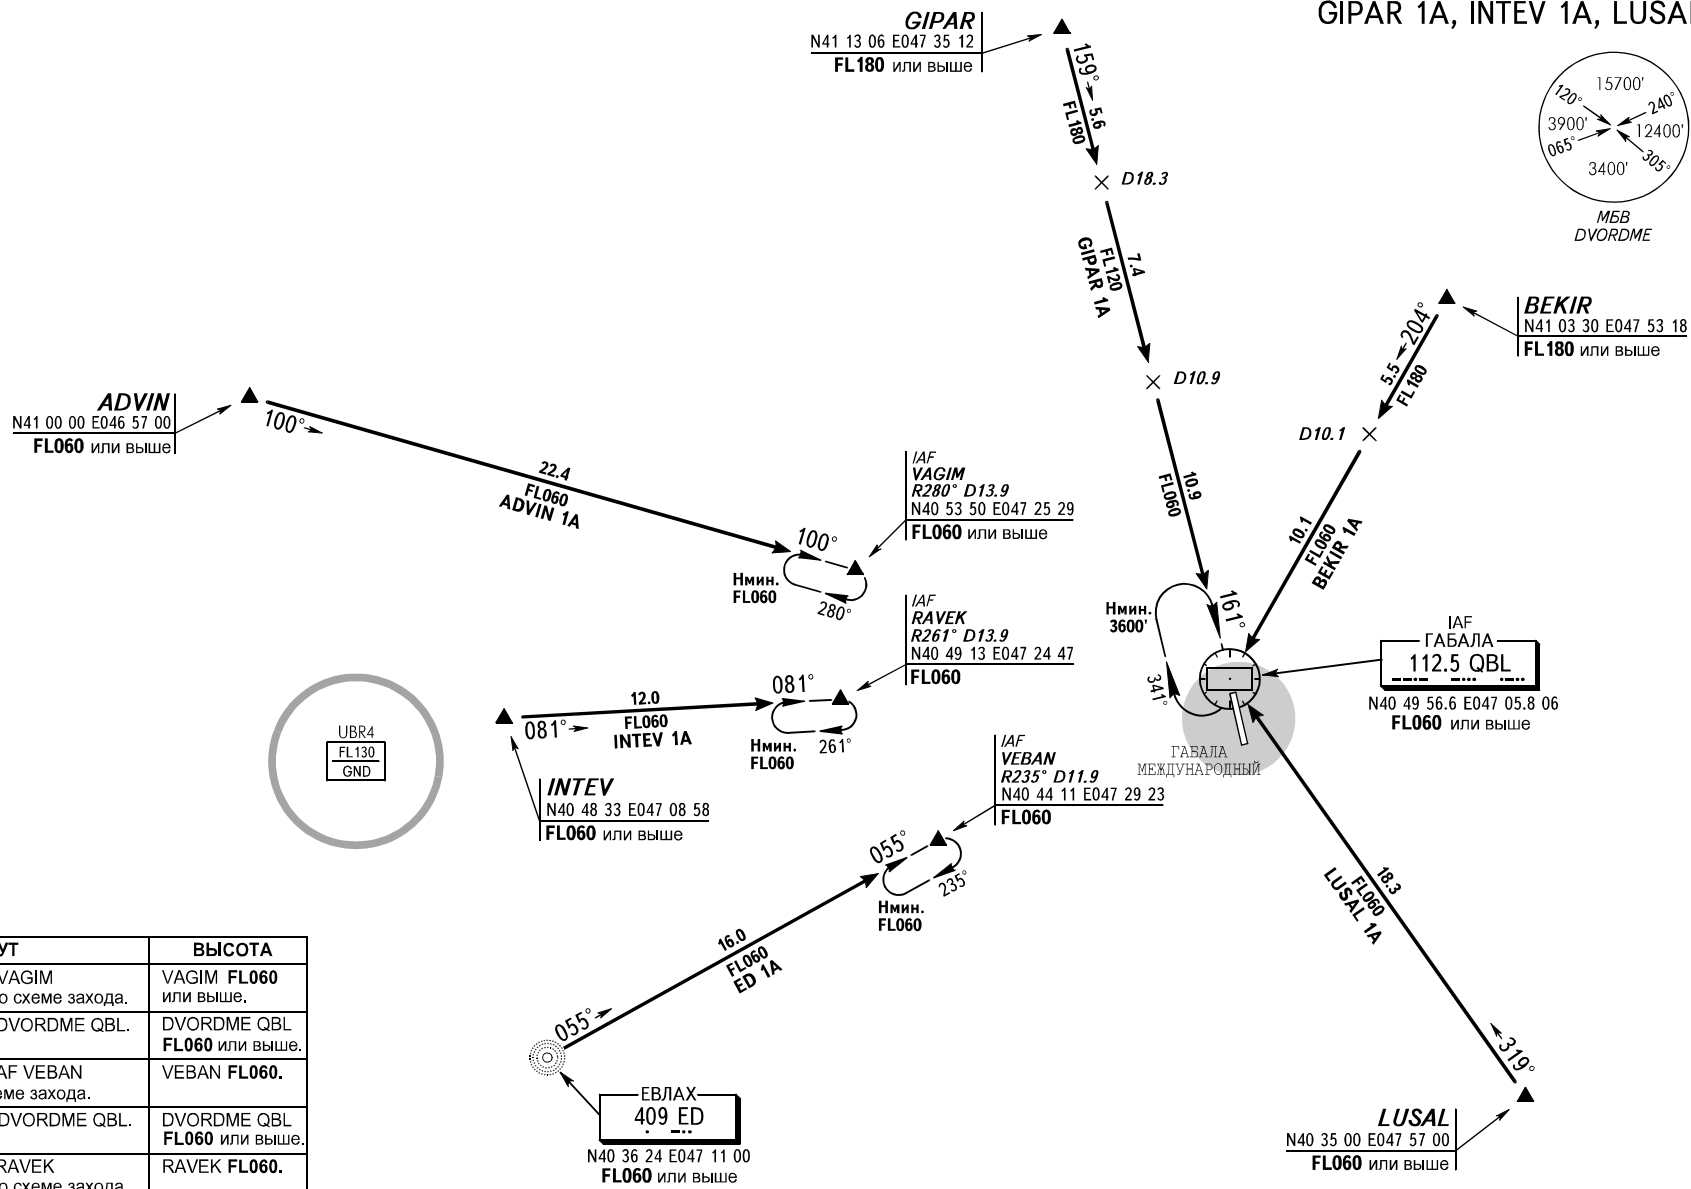 GIPAR 1A, INTEV 1A, LUSAL
GIPAR
N41 13 06 E047 35 12
FL180 или выше
159°
5.6
FL180
D18.3
7.4
FL120
GIPAR 1A
D10.9
10.9
FL060
15700'
120°
240°
3900'
12400'
065°
305°
3400'
МБВ
DVORDME
BEKIR
N41 03 30 E047 53 18
FL180 или выше
204°
5.5
FL180
D10.1
10.1
FL060
BEKIR 1A
ADVIN
N41 00 00 E046 57 00
FL060 или выше
100°
22.4
FL060
ADVIN 1A
IAF
VAGIM
R280° D13.9
N40 53 50 E047 25 29
FL060 или выше
100°
Нмин.
FL060
280°
IAF
RAVEK
R261° D13.9
N40 49 13 E047 24 47
FL060
Нмин.
3600'
161°
341°
IAF
ГАБАЛА
112.5 QBL
N40 49 56.6 E047 05.8 06
FL060 или выше
ГАБАЛА
МЕЖДУНАРОДНЫЙ
081°
12.0
FL060
INTEV 1A
081°
Нмин.
FL060
261°
UBR4
FL130
GND
INTEV
N40 48 33 E047 08 58
FL060 или выше
IAF
VEBAN
R235° D11.9
N40 44 11 E047 29 23
FL060
055°
235°
Нмин.
FL060
16.0
FL060
ED 1A
055°
18.3
FL060
LUSAL 1A
319°
ЕВЛАХ
409 ED
N40 36 24 E047 11 00
FL060 или выше
LUSAL
N40 35 00 E047 57 00
FL060 или выше
УТ ВЫСОТА
VAGIM VAGIM FL060
о схеме захода. или выше.
DVORDME QBL. DVORDME QBL
FL060 или выше.
AF VEBAN VEBAN FL060.
еме захода.
DVORDME QBL. DVORDME QBL
FL060 или выше.
RAVEK RAVEK FL060.
о схеме захода.